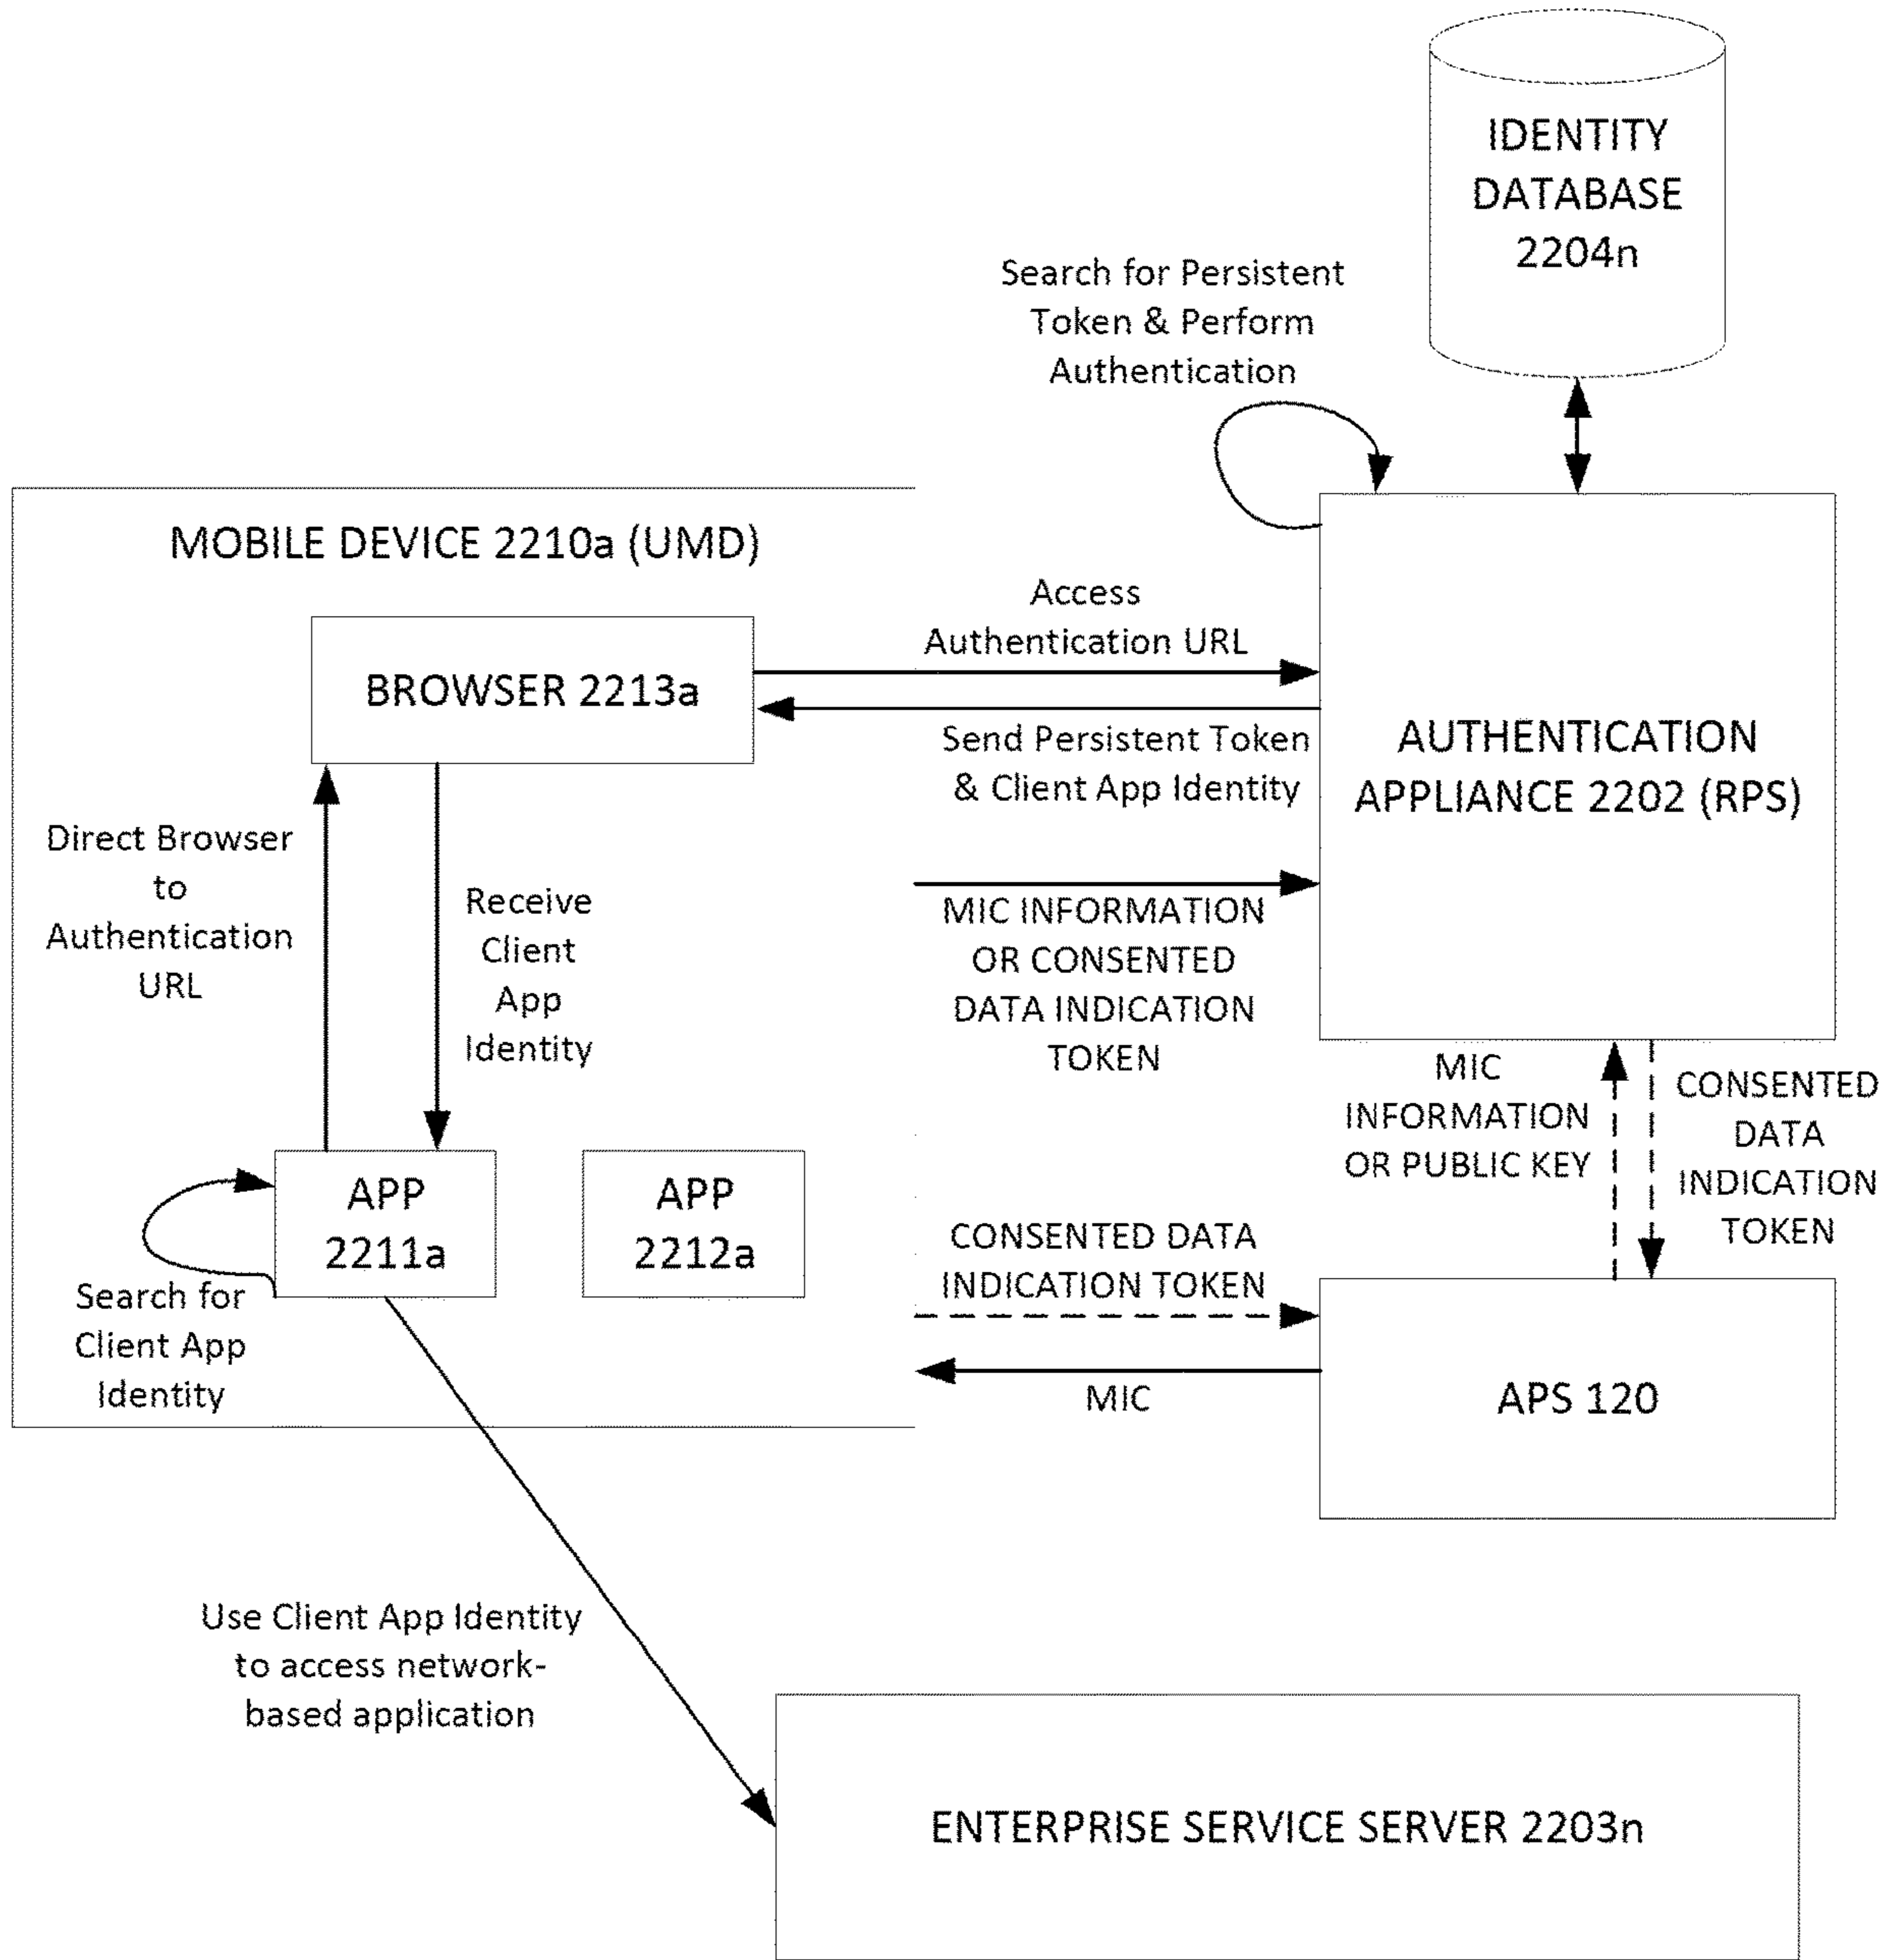 IDENTITY
DATABASE
2204n
Search for Persistent
Token & Perform
Authentication
MOBILE DEVICE 2210a (UMD)
Access
Authentication URL
BROWSER 2213a
Send Persistent Token
& Client App Identity
AUTHENTICATION
APPLIANCE 2202 (RPS)
Direct Browser
to
Authentication
URL
Receive
Client
App
Identity
MIC INFORMATION
OR CONSENTED
DATA INDICATION
TOKEN
MIC
INFORMATION
OR PUBLIC KEY
CONSENTED
DATA
INDICATION
TOKEN
APP
2211a
APP
2212a
Search for
Client App
Identity
CONSENTED DATA
INDICATION TOKEN
MIC
APS 120
Use Client App Identity
to access network-
based application
ENTERPRISE SERVICE SERVER 2203n